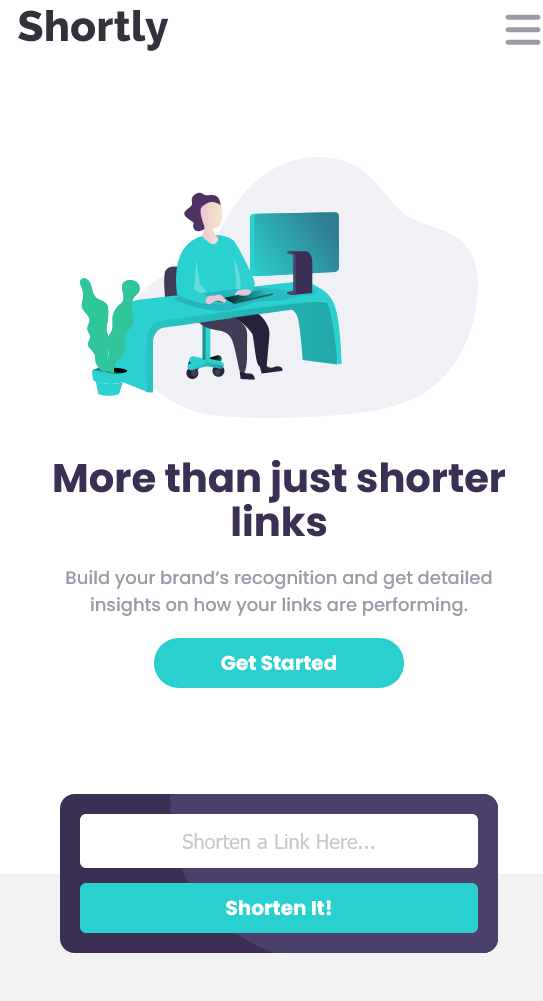 Shortly
More than just shorter
links
Build your brand's recognition and get detailed
insights on how your links are performing.
Get Started
Shorten a Link Here...
Shorten It!